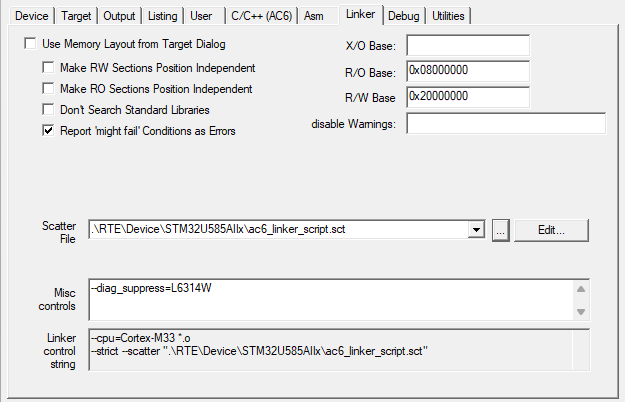 Device Target Output Listing User C/C++ (AC6) Asm Linker Debug Utilities
Use Memory Layout from Target Dialog
X/O Base:
Make RW Sections Position Independent
R/O Base: 0x08000000
Make RO Sections Position Independent
R/W Base 0x20000000
Don't Search Standard Libraries
disable Warnings:
Report 'might fail' Conditions as Errors
Scatter File
.\RTE\Device\STM32U585AIIx\ac6_linker_script.sct
... Edit...
Misc controls
--diag_suppress=L6314W
Linker control string
--cpu=Cortex-M33 *.o
--strict --scatter ".\RTE\Device\STM32U585AIIx\ac6_linker_script.sct"